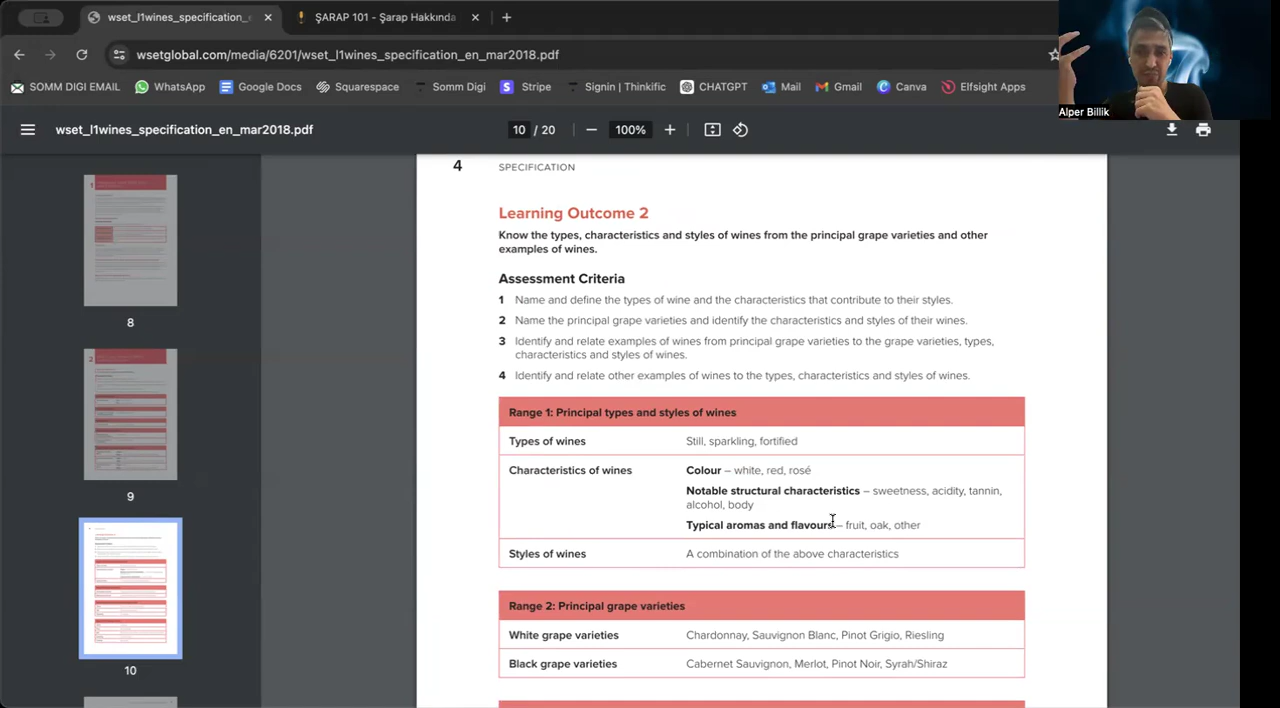 wset_l1wines_specification_e
ŞARAP 101 - Şarap Hakkında
wsetglobal.com/media/6201/wset_l1wines_specification_en_mar2018.pdf
SOMM DIGI EMAIL WhatsApp Google Docs Squarespace Somm Digi Stripe Signin | Thinkific CHATGPT Mail Gmail Canva Elfsight Apps
Alper Billik
wset_l1wines_specification_en_mar2018.pdf
10 / 20
100%
8
9
10
4 SPECIFICATION
Learning Outcome 2
Know the types, characteristics and styles of wines from the principal grape varieties and other
examples of wines.
Assessment Criteria
1 Name and define the types of wine and the characteristics that contribute to their styles.
2 Name the principal grape varieties and identify the characteristics and styles of their wines.
3 Identify and relate examples of wines from principal grape varieties to the grape varieties, types,
characteristics and styles of wines.
4 Identify and relate other examples of wines to the types, characteristics and styles of wines.
Range 1: Principal types and styles of wines
Types of wines Still, sparkling, fortified
Characteristics of wines Colour – white, red, rosé
Notable structural characteristics – sweetness, acidity, tannin,
alcohol, body
Typical aromas and flavours – fruit, oak, other
Styles of wines A combination of the above characteristics
Range 2: Principal grape varieties
White grape varieties Chardonnay, Sauvignon Blanc, Pinot Grigio, Riesling
Black grape varieties Cabernet Sauvignon, Merlot, Pinot Noir, Syrah/Shiraz